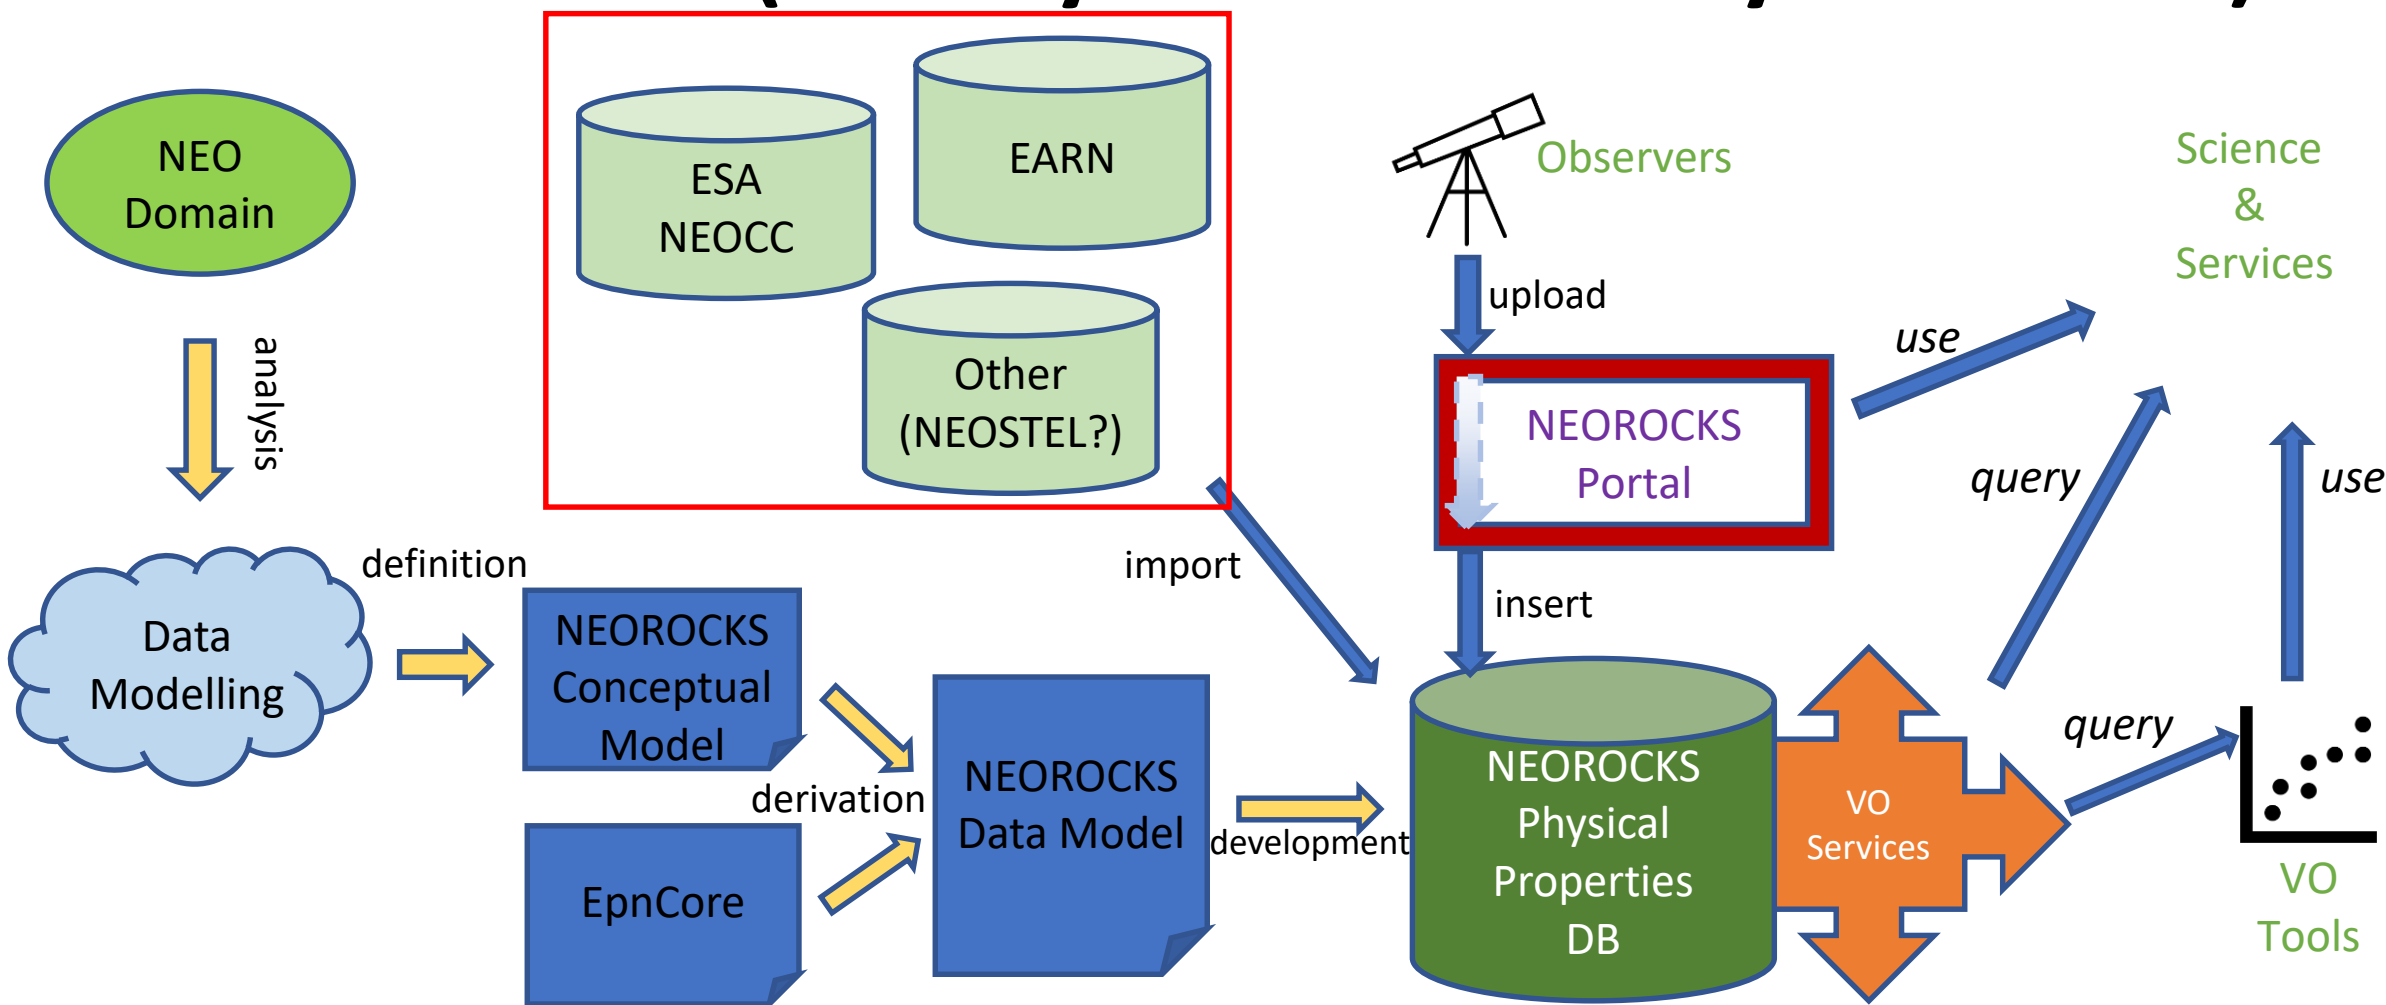 NEO
Domain
ESA
NEOCC
EARN
Other
(NEOSTEL?)
Observers
Science
&
Services
analysis
upload
use
NEOROCKS
Portal
query
use
definition
import
insert
Data
Modelling
NEOROCKS
Conceptual
Model
derivation
EpnCore
NEOROCKS
Data Model
development
NEOROCKS
Physical
Properties
DB
VO
Services
query
VO
Tools